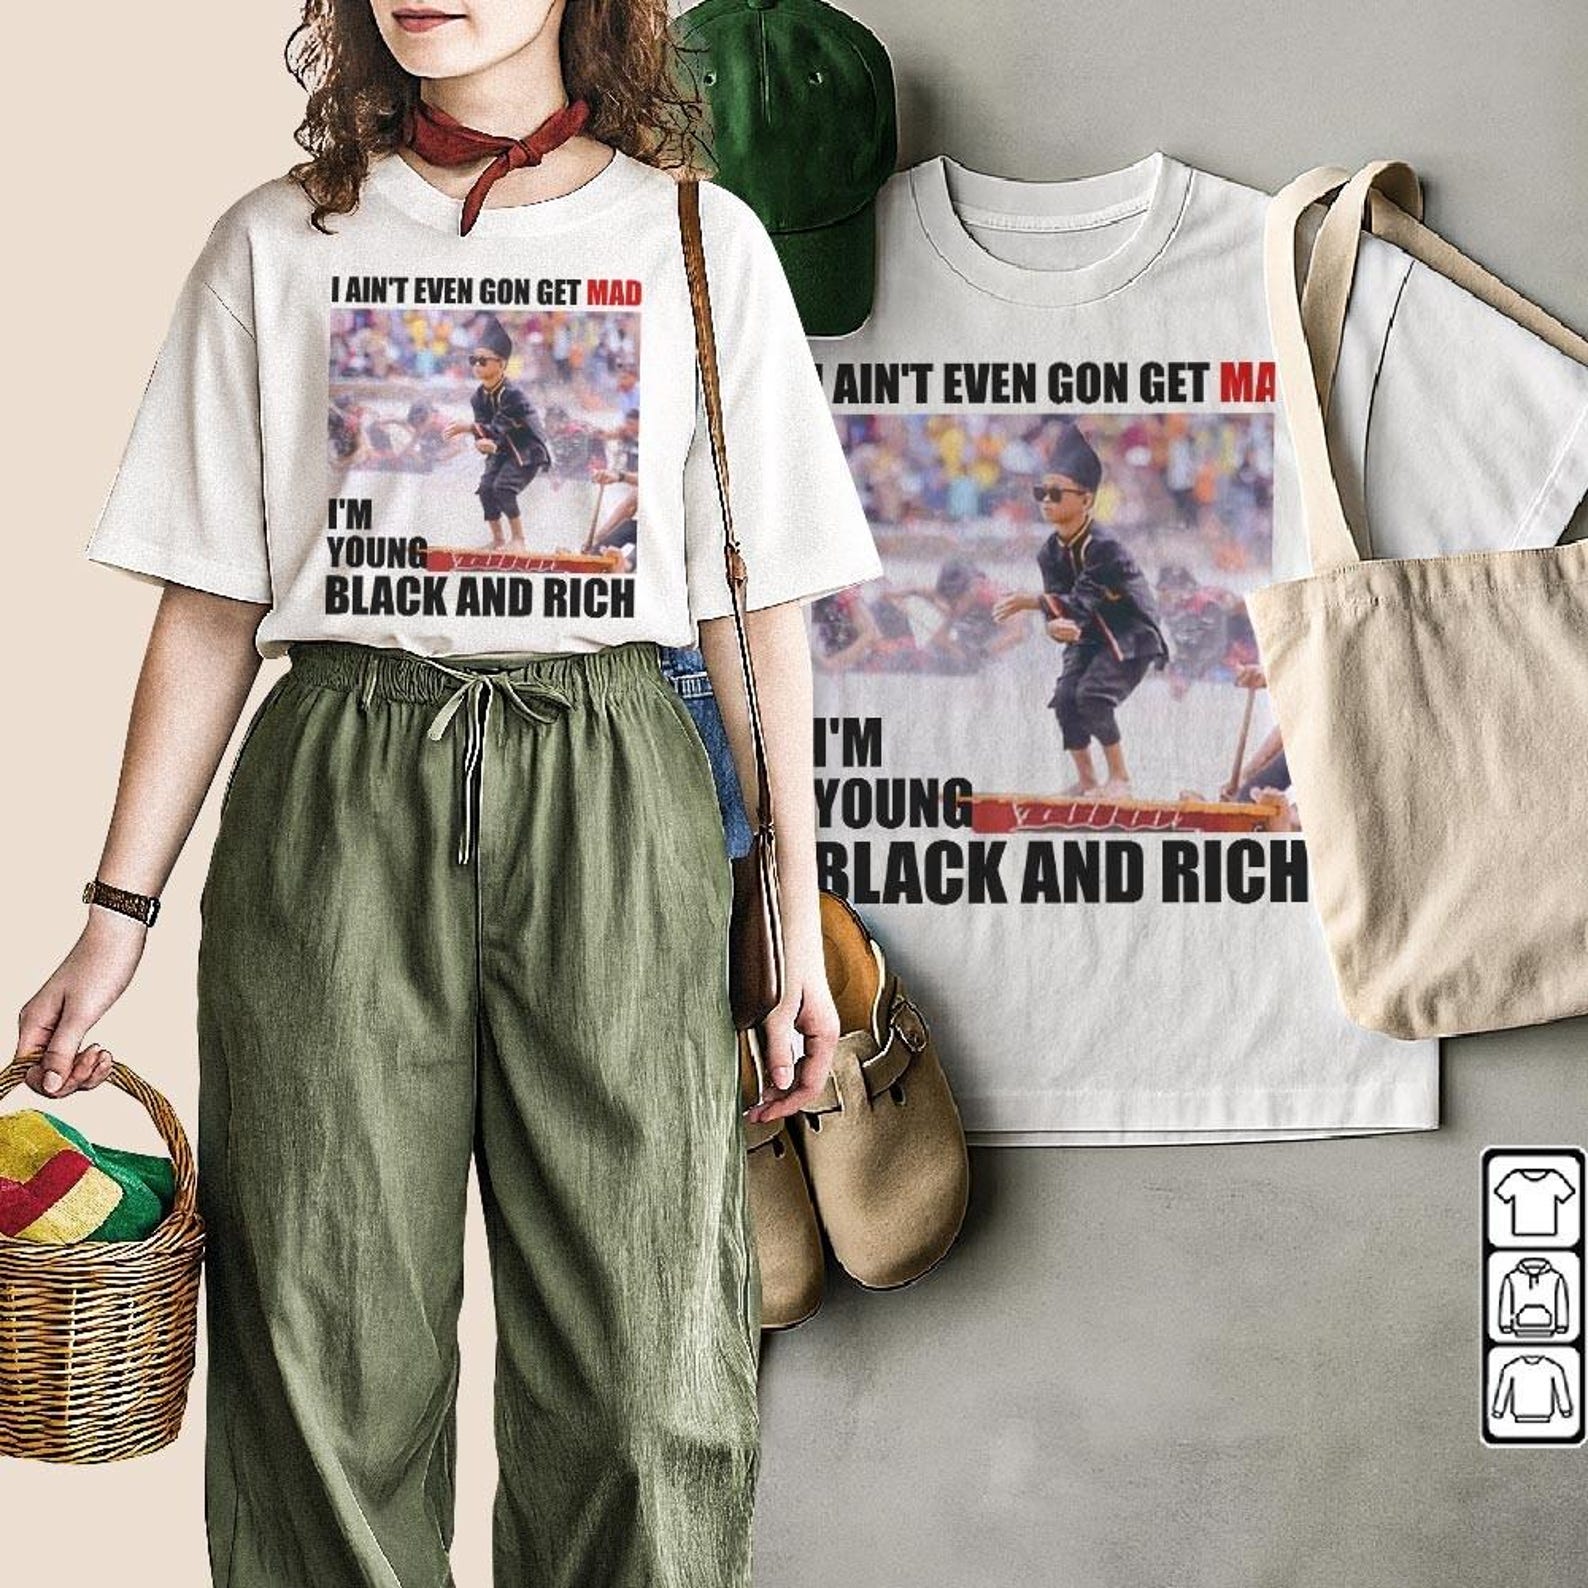 I AIN'T EVEN GON GET MAD
I'M
YOUNG
BLACK AND RICH
I AIN'T EVEN GON GET MA
I'M
YOUNG
BLACK AND RICH